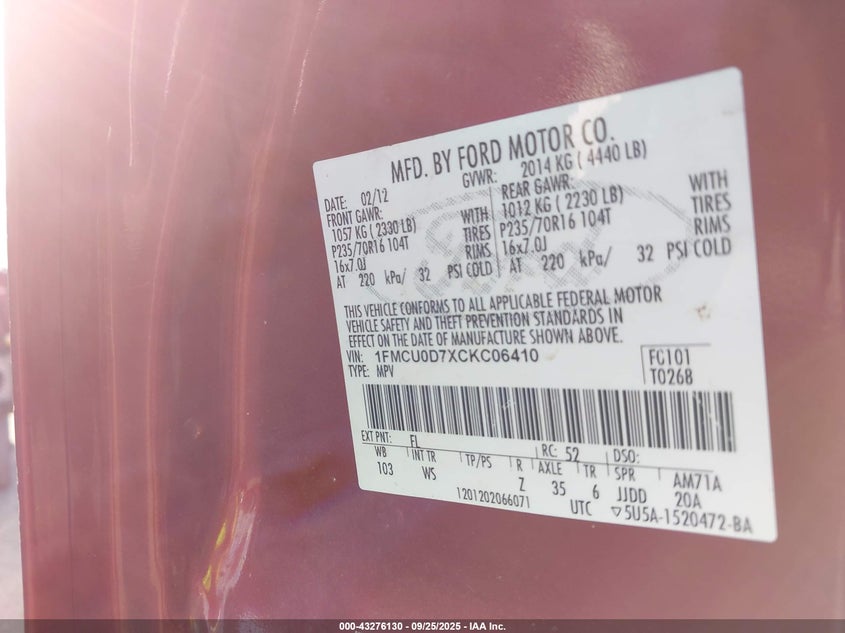 MFD. BY FORD MOTOR CO.
DATE: 02/12 GVWR: 2014 KG ( 4440 LB)
FRONT GAWR: REAR GAWR:
1057 KG ( 2330 LB) WITH 1012 KG ( 2230 LB) WITH
P235/70R16 104T TIRES P235/70R16 104T TIRES
16x7.0J RIMS 16x7.0J RIMS
AT 220 kPa/ 32 PSI COLD AT 220 kPa/ 32 PSI COLD
THIS VEHICLE CONFORMS TO ALL APPLICABLE FEDERAL MOTOR
VEHICLE SAFETY AND THEFT PREVENTION STANDARDS IN
EFFECT ON THE DATE OF MANUFACTURE SHOWN ABOVE.
VIN: 1FMCU0D7XCKC06410 FC101
TYPE: MPV T0268
EXT PNT: FL RC: 52 DSO:
WB INT TR TP/PS R AXLE TR SPR AM71A
103 WS Z 35 6 JJDD 20A
1201202066071 UTC ▽5U5A-1520472-BA
000-43276130 - 09/25/2025 - IAA Inc.